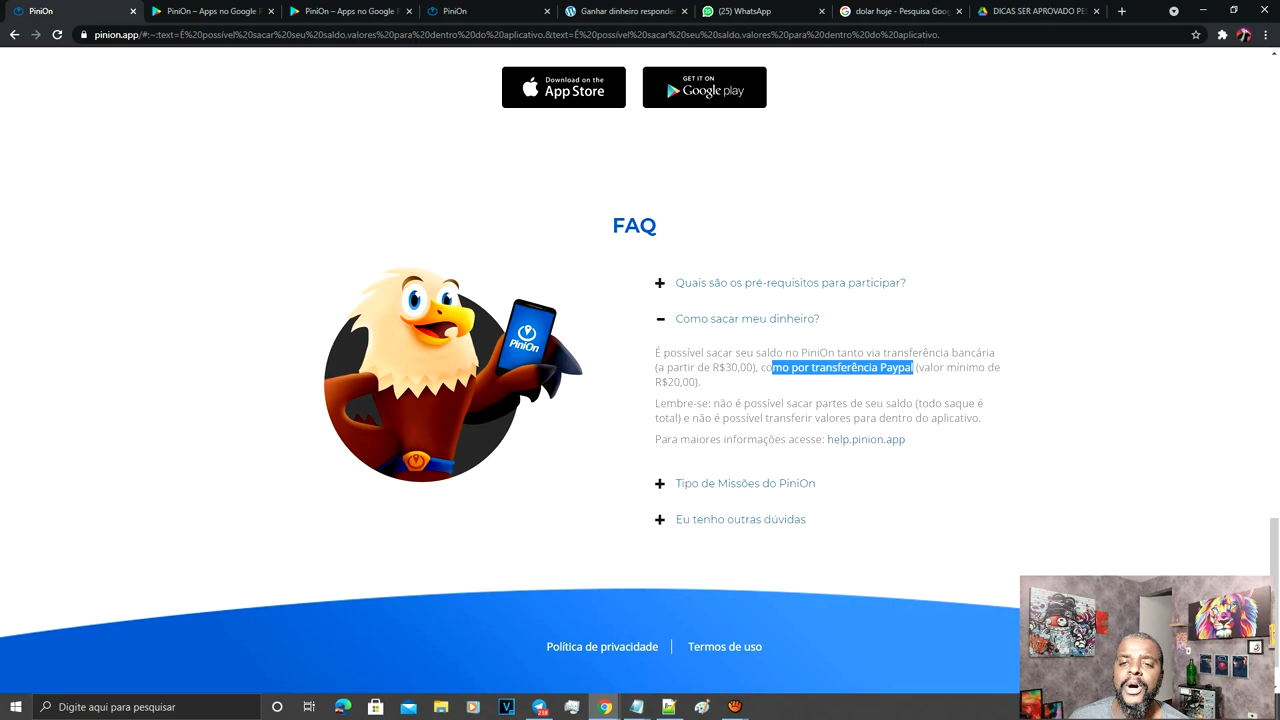 PiniOn
PiniOn – Apps no Google F
PiniOn – Apps no Google F
PiniOn
Ganhar dinheiro responde
(25) WhatsApp
dolar hoje - Pesquisa Goog
DICAS SER APROVADO PE
pinion.app/#:~:text=É%20possível%20sacar%20seu%20saldo,valores%20para%20dentro%20do%20aplicativo.&text=É%20possível%20sacar%20seu%20saldo,valores%20para%20dentro%20do%20aplicativo.
Download on the
App Store
GET IT ON
Google play
FAQ
Quais são os pré-requisitos para participar?
Como sacar meu dinheiro?
É possível sacar seu saldo no PiniOn tanto via transferência bancária
(a partir de R$30,00), como por transferência Paypal (valor mínimo de
R$20,00).
Lembre-se: não é possível sacar partes de seu saldo (todo saque é
total) e não é possível transferir valores para dentro do aplicativo.
Para maiores informações acesse: help.pinion.app
Tipo de Missões do PiniOn
Eu tenho outras dúvidas
PiniOn
Política de privacidade
Termos de uso
Digite aqui para pesquisar